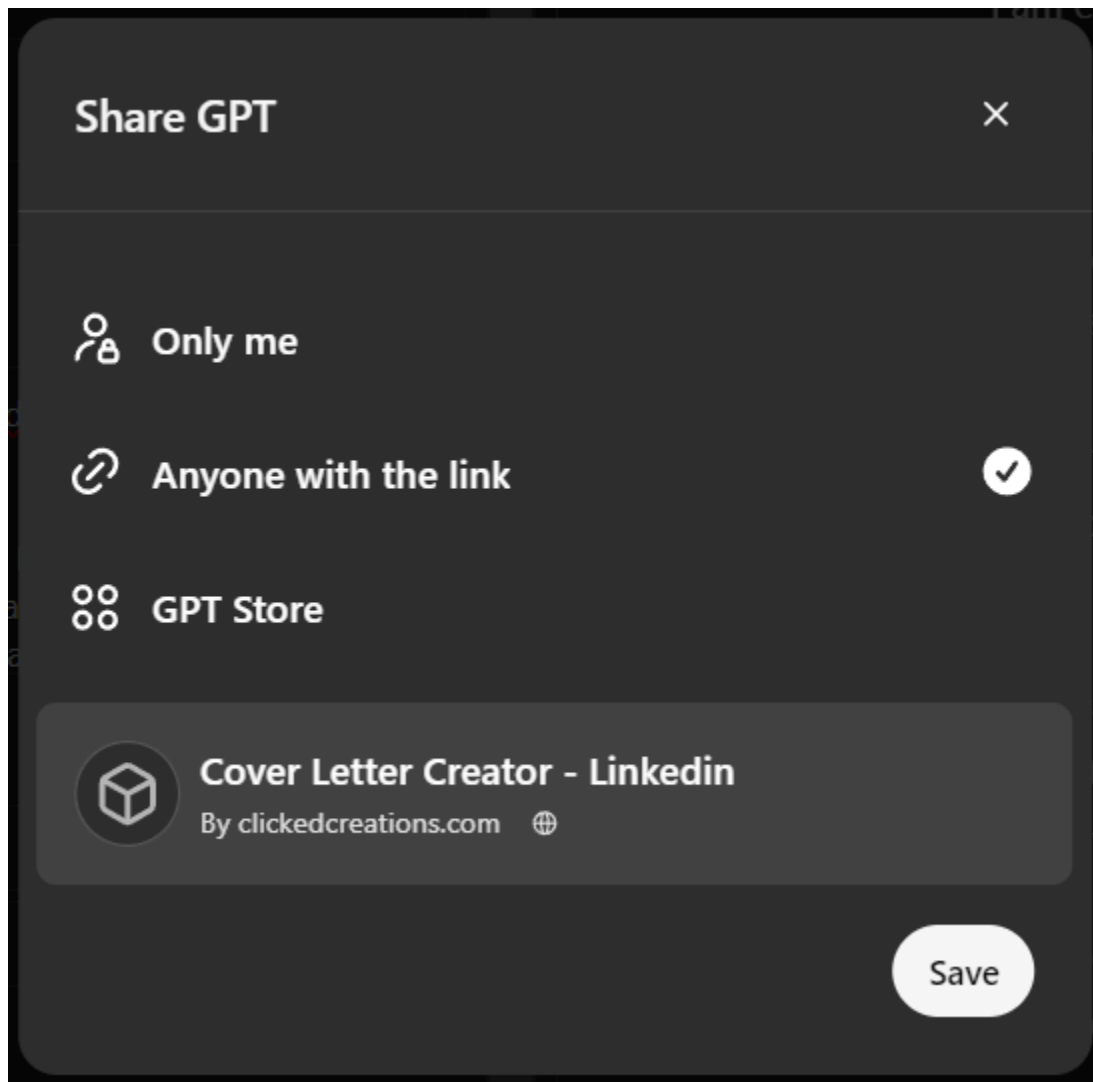 Share GPT
Only me
Anyone with the link
GPT Store
Cover Letter Creator - Linkedin
By clickedcreations.com
Save